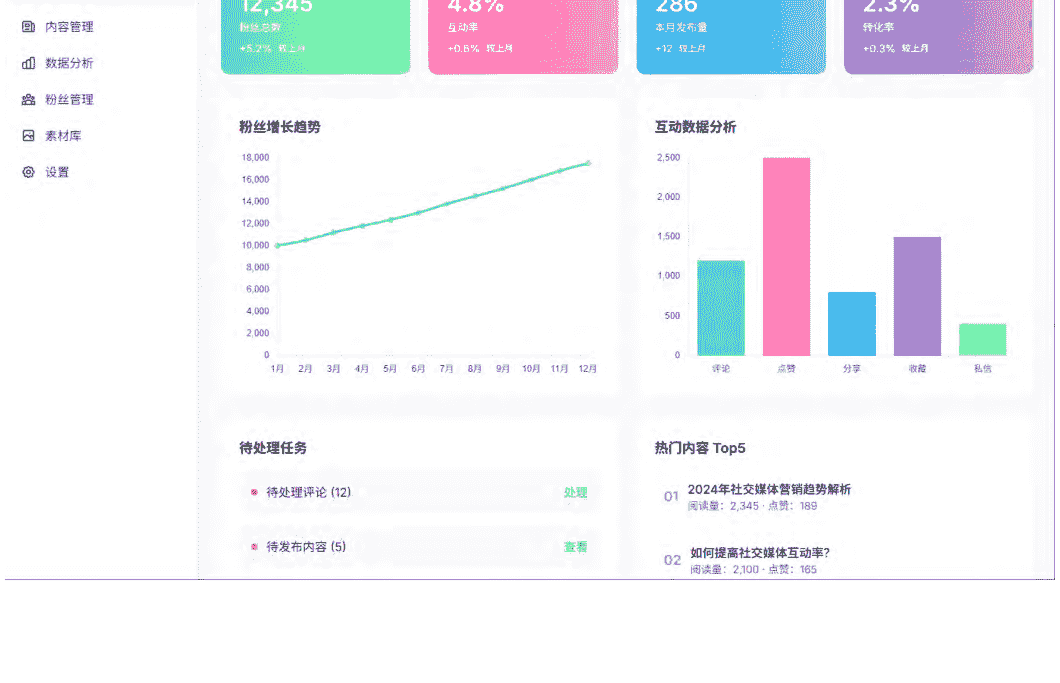 内容管理
数据分析
粉丝管理
素材库
设置
12,345
粉丝总数
+5.2% 较上月
4.8%
互动率
+0.6% 较上月
286
本月发布量
+12 较上月
2.3%
转化率
+0.3% 较上月
粉丝增长趋势
18,000
16,000
14,000
12,000
10,000
8,000
6,000
4,000
2,000
0
1月 2月 3月 4月 5月 6月 7月 8月 9月 10月 11月 12月
互动数据分析
2,500
2,000
1,500
1,000
500
0
评论 点赞 分享 收藏 私信
待处理任务
待处理评论 (12) 处理
待发布内容 (5) 查看
热门内容 Top5
01 2024年社交媒体营销趋势解析
阅读量：2,345 · 点赞：189
02 如何提高社交媒体互动率？
阅读量：2,100 · 点赞：165